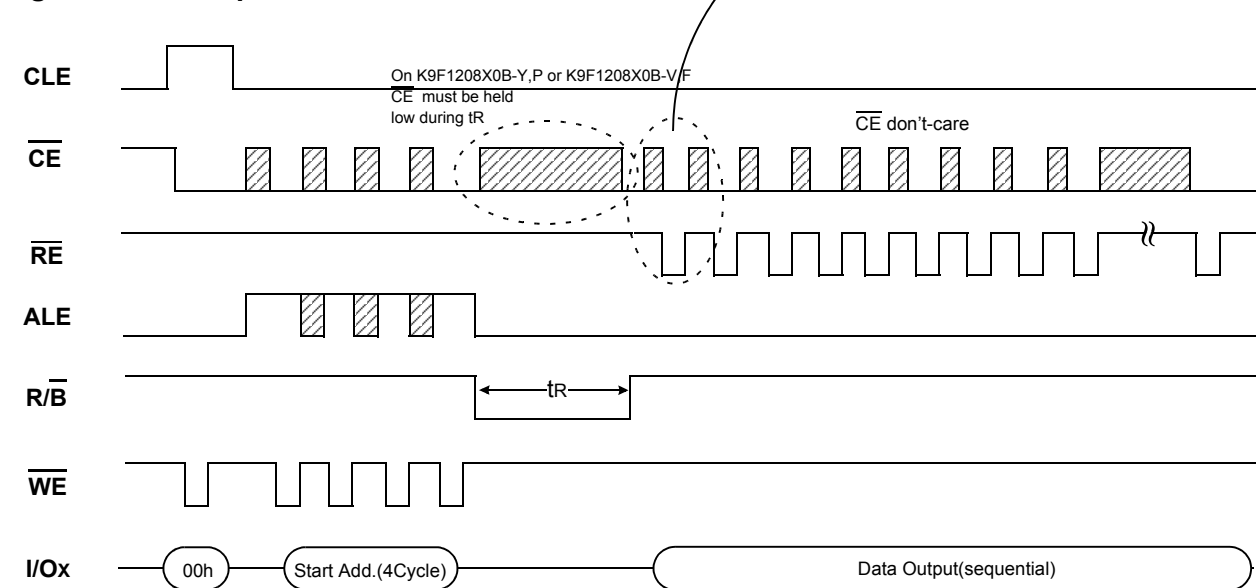 CLE
On K9F1208X0B-Y,P or K9F1208X0B-V,F
CE must be held
low during tR
CE don't-care
CE
RE
ALE
R/B
tR
WE
I/Ox
00h
Start Add.(4Cycle)
Data Output(sequential)